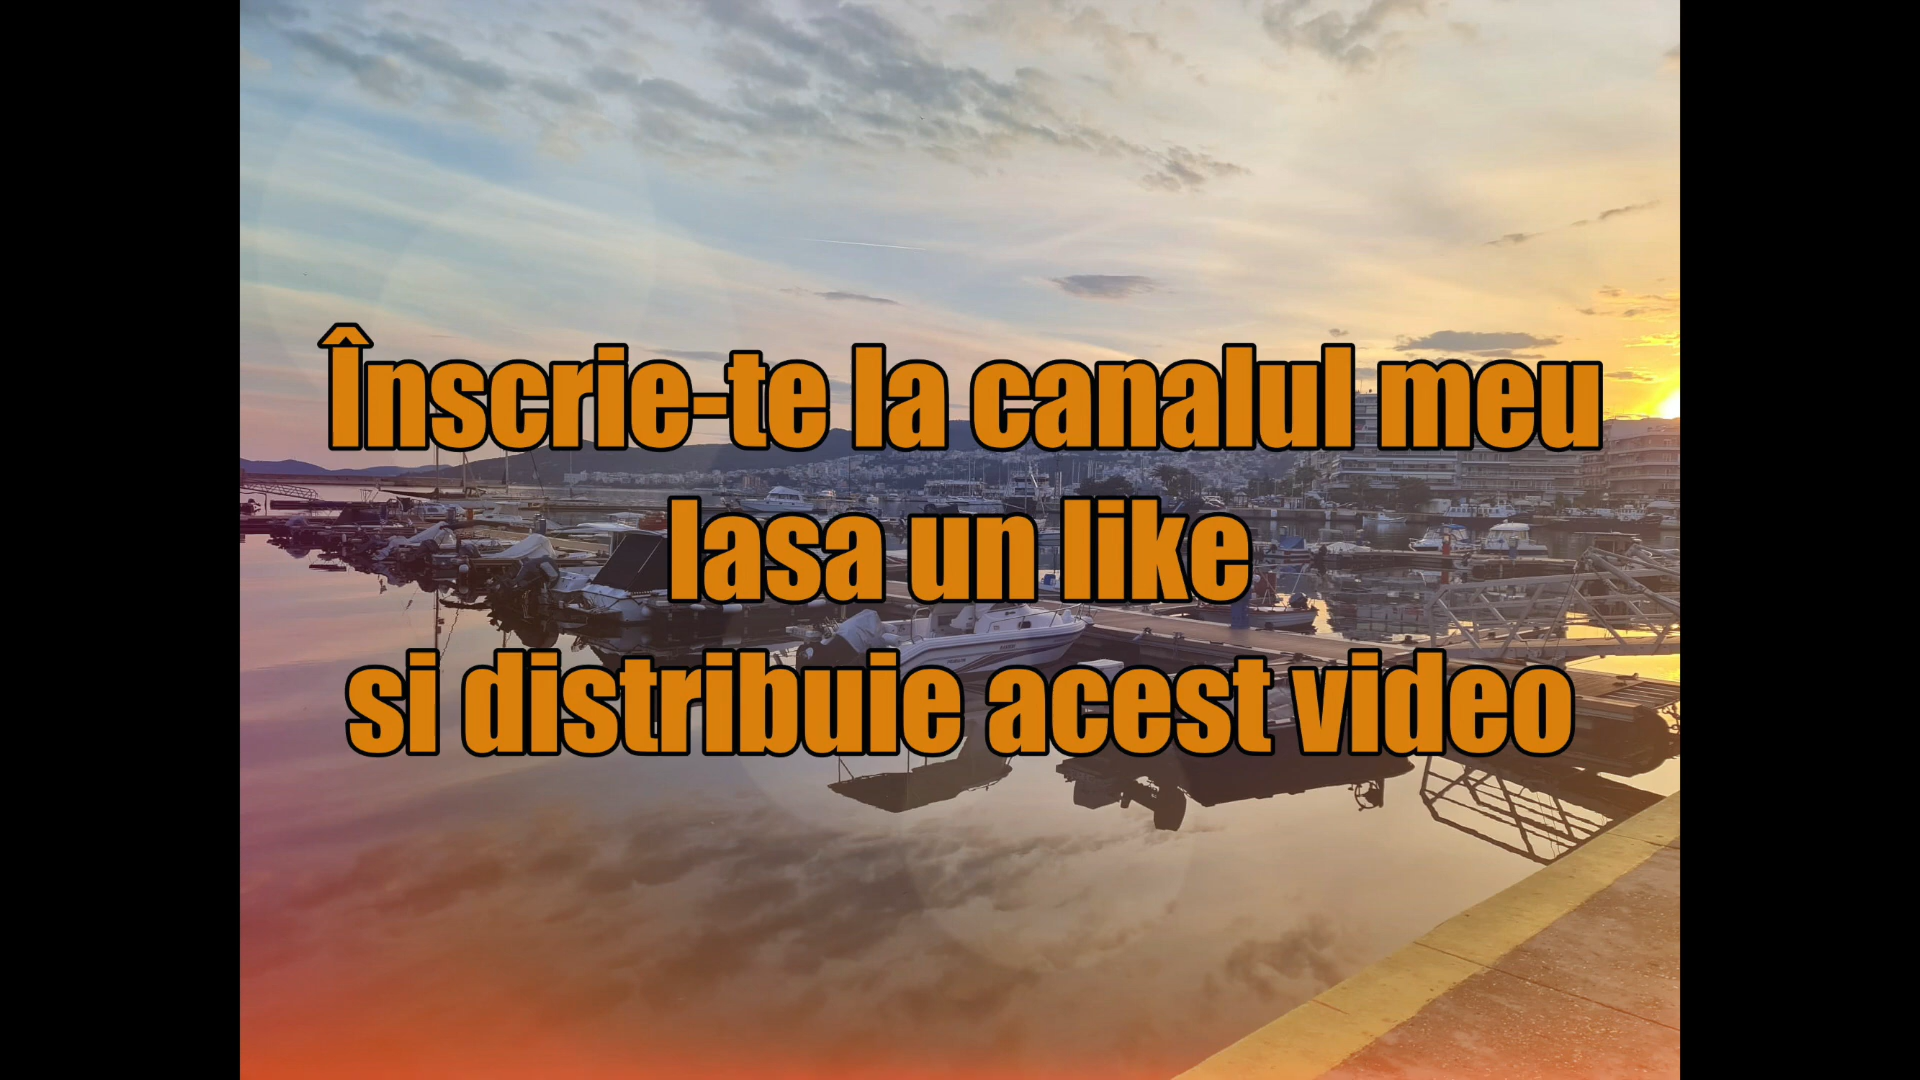 Înscrie-te la canalul meu
lasa un like
si distribuie acest video